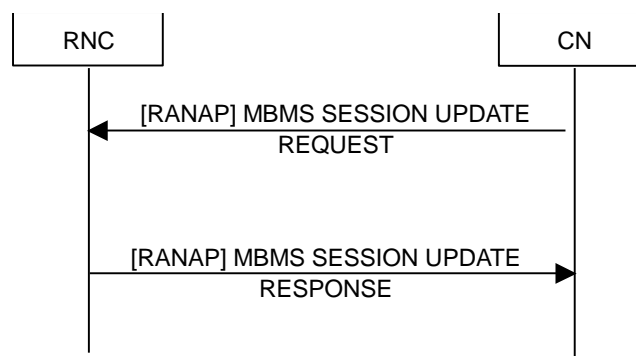 RNC
CN
[RANAP] MBMS SESSION UPDATE
REQUEST
[RANAP] MBMS SESSION UPDATE
RESPONSE